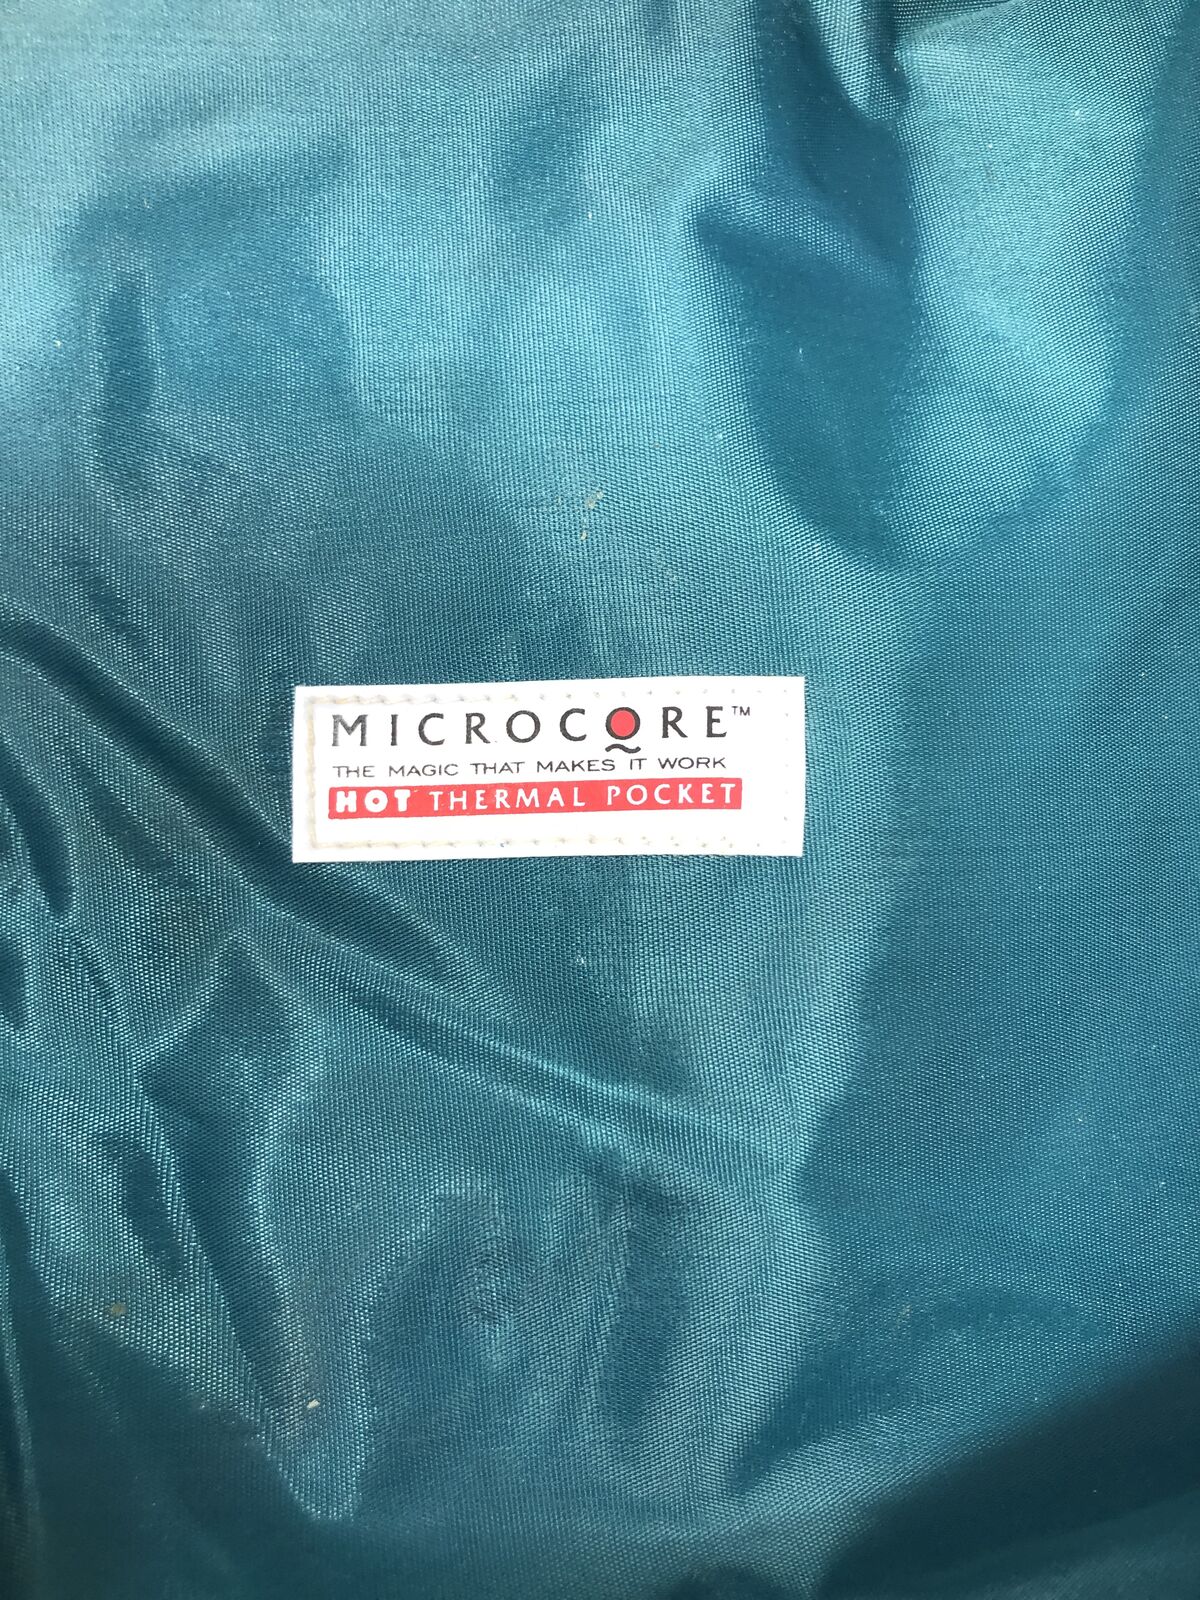 MICROCORE™
THE MAGIC THAT MAKES IT WORK
HOT THERMAL POCKET